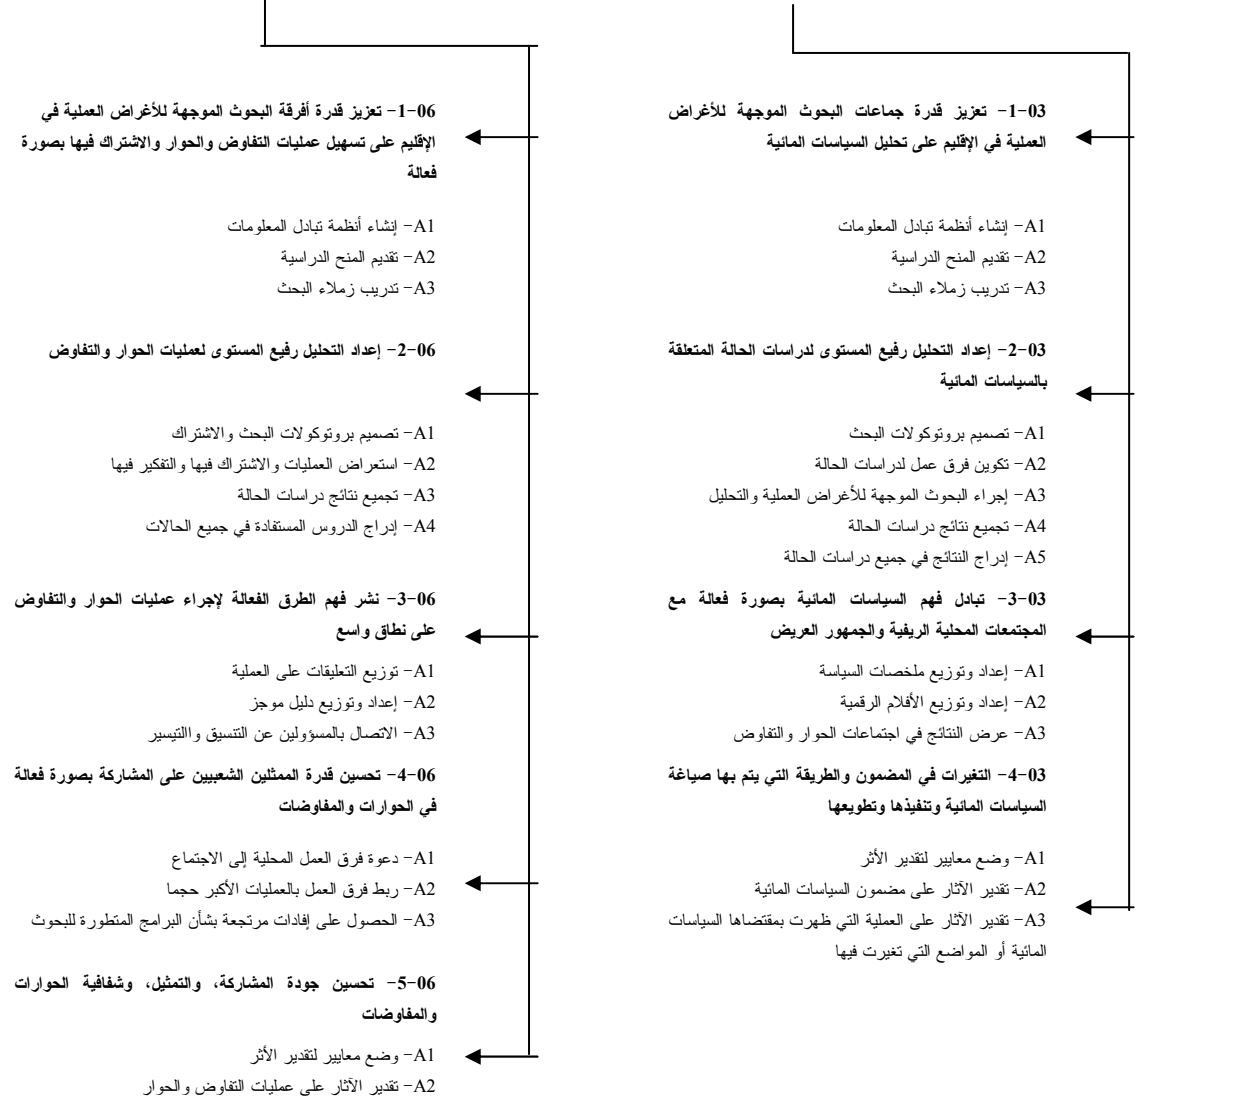 03-1- تعزيز قدرة جماعات البحوث الموجهة للأغراض
العملية في الإقليم على تحليل السياسات المائية
A1- إنشاء أنظمة تبادل المعلومات
A2- تقديم المنح الدراسية
A3- تدريب زملاء البحث
03-2- إعداد التحليل رفيع المستوى لدراسات الحالة المتعلقة
بالسياسات المائية
A1- تصميم بروتوكولات البحث
A2- تكوين فرق عمل لدراسات الحالة
A3- إجراء البحوث الموجهة للأغراض العملية والتحليل
A4- تجميع نتائج دراسات الحالة
A5- إدراج النتائج في جميع دراسات الحالة
03-3- تبادل فهم السياسات المائية بصورة فعالة مع
المجتمعات المحلية الريفية والجمهور العريض
A1- إعداد وتوزيع ملخصات السياسة
A2- إعداد وتوزيع الأفلام الرقمية
A3- عرض النتائج في اجتماعات الحوار والتفاوض
03-4- التغيرات في المضمون والطريقة التي يتم بها صياغة
السياسات المائية وتنفيذها وتطويعها
A1- وضع معايير لتقدير الأثر
A2- تقدير الآثار على مضمون السياسات المائية
A3- تقدير الآثار على العملية التي ظهرت بمقتضاها السياسات
المائية أو المواضع التي تغيرت فيها
06-1- تعزيز قدرة أفرقة البحوث الموجهة للأغراض العملية في
الإقليم على تسهيل عمليات التفاوض والحوار والاشتراك فيها بصورة
فعالة
A1- إنشاء أنظمة تبادل المعلومات
A2- تقديم المنح الدراسية
A3- تدريب زملاء البحث
06-2- إعداد التحليل رفيع المستوى لعمليات الحوار والتفاوض
A1- تصميم بروتوكولات البحث والاشتراك
A2- استعراض العمليات والاشتراك فيها والتفكير فيها
A3- تجميع نتائج دراسات الحالة
A4- إدراج الدروس المستفادة في جميع الحالات
06-3- نشر فهم الطرق الفعالة لإجراء عمليات الحوار والتفاوض
على نطاق واسع
A1- توزيع التعليقات على العملية
A2- إعداد وتوزيع دليل موجز
A3- الاتصال بالمسؤولين عن التنسيق واالتيسير
06-4- تحسين قدرة الممثلين الشعبيين على المشاركة بصورة فعالة
في الحوارات والمفاوضات
A1- دعوة فرق العمل المحلية إلى الاجتماع
A2- ربط فرق العمل بالعمليات الأكبر حجما
A3- الحصول على إفادات مرتجعة بشأن البرامج المتطورة للبحوث
06-5- تحسين جودة المشاركة، والتمثيل، وشفافية الحوارات
والمفاوضات
A1- وضع معايير لتقدير الأثر
A2- تقدير الآثار على عمليات التفاوض والحوار